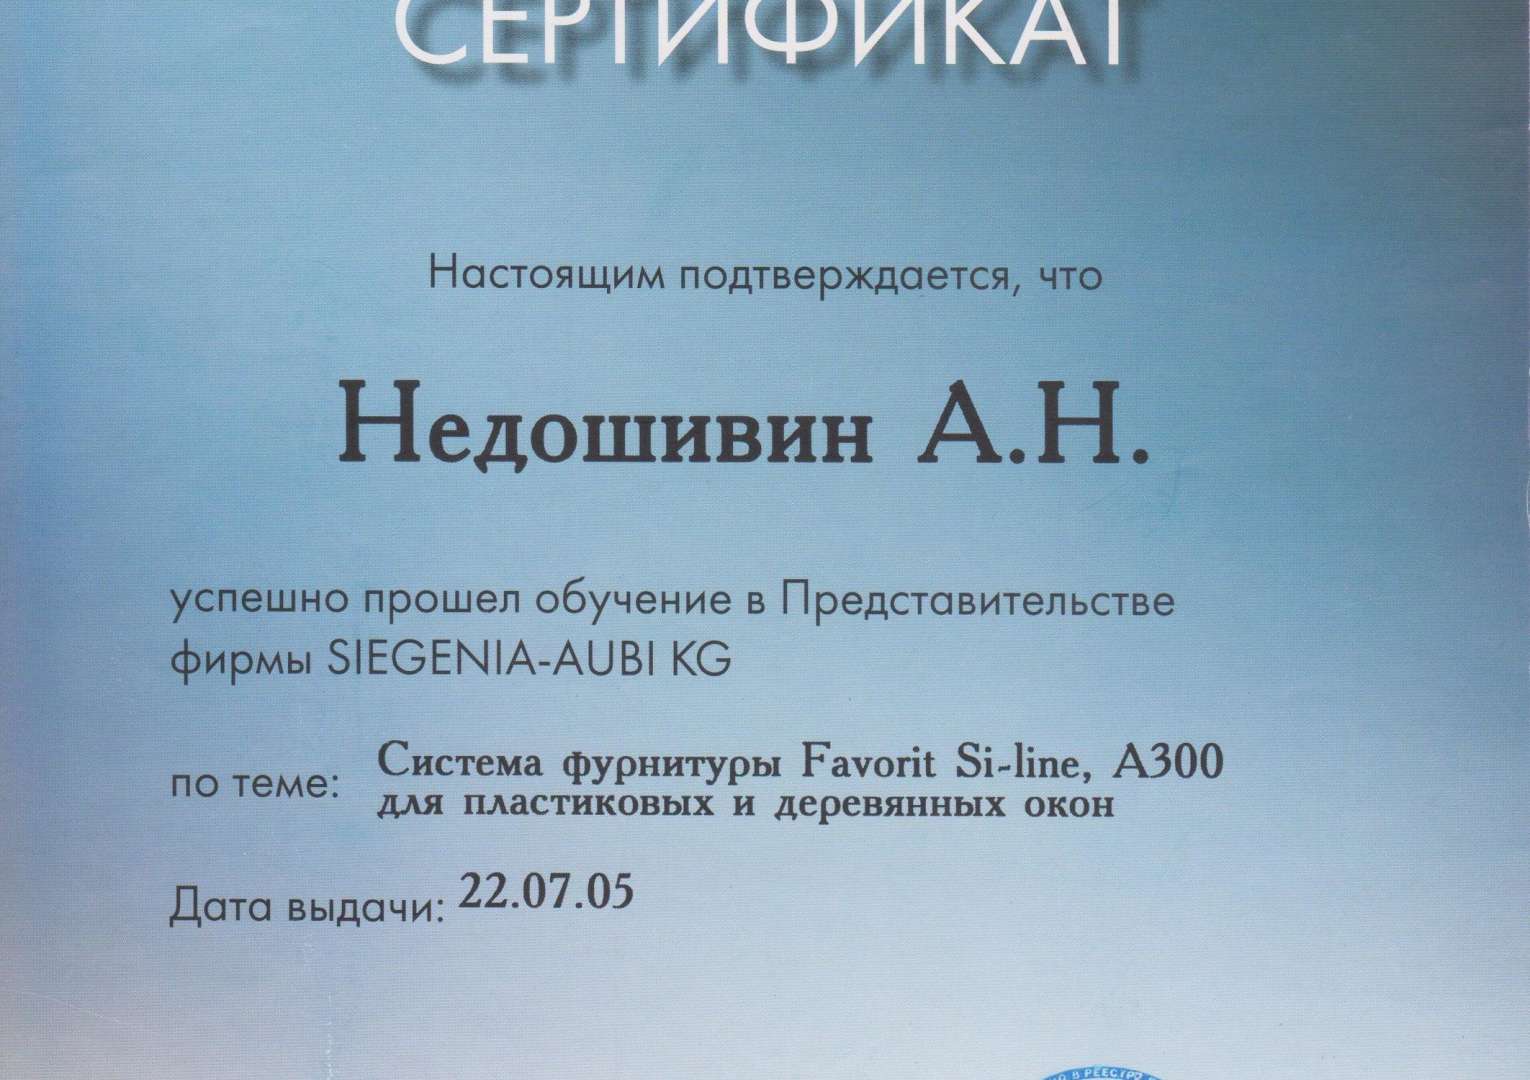 СЕРТИФИКАТ
Настоящим подтверждается, что
Недошивин А.Н.
успешно прошел обучение в Представительстве
фирмы SIEGENIA-AUBI KG
по теме: Система фурнитуры Favorit Si-line, A300
для пластиковых и деревянных окон
Дата выдачи: 22.07.05
В РЕЕСТР